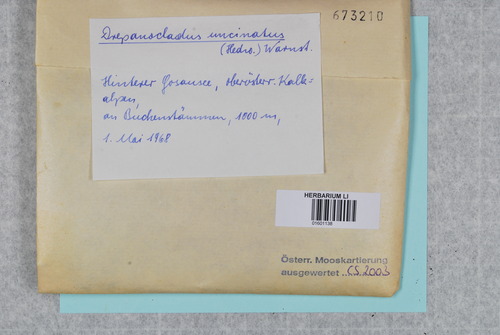 673210
Drepanocladus uncinatus
(Hedw.) Warnst.
Hinterer Gosausee, oberösterr. Kalk=
alpen,
an Buchenstämmen, 1000 m,
1. Mai 1968
HERBARIUM LI
01601138
Österr. Mooskartierung
ausgewertet .. CS 2003